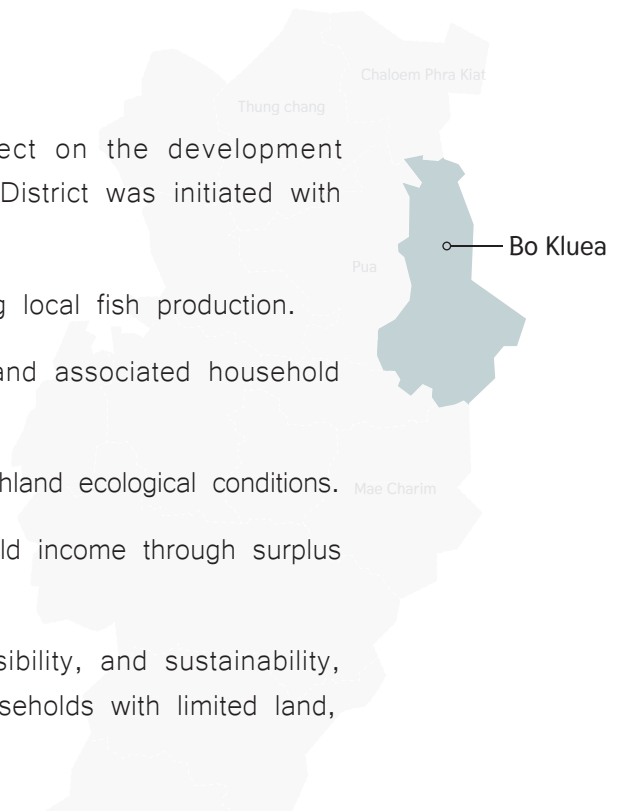 Chaloem Phra Kiat
Thung chang
ect on the development
District was initiated with
Bo Kluea
Pua
g local fish production.
and associated household
hland ecological conditions.
Mae Charim
ld income through surplus
sibility, and sustainability,
seholds with limited land,